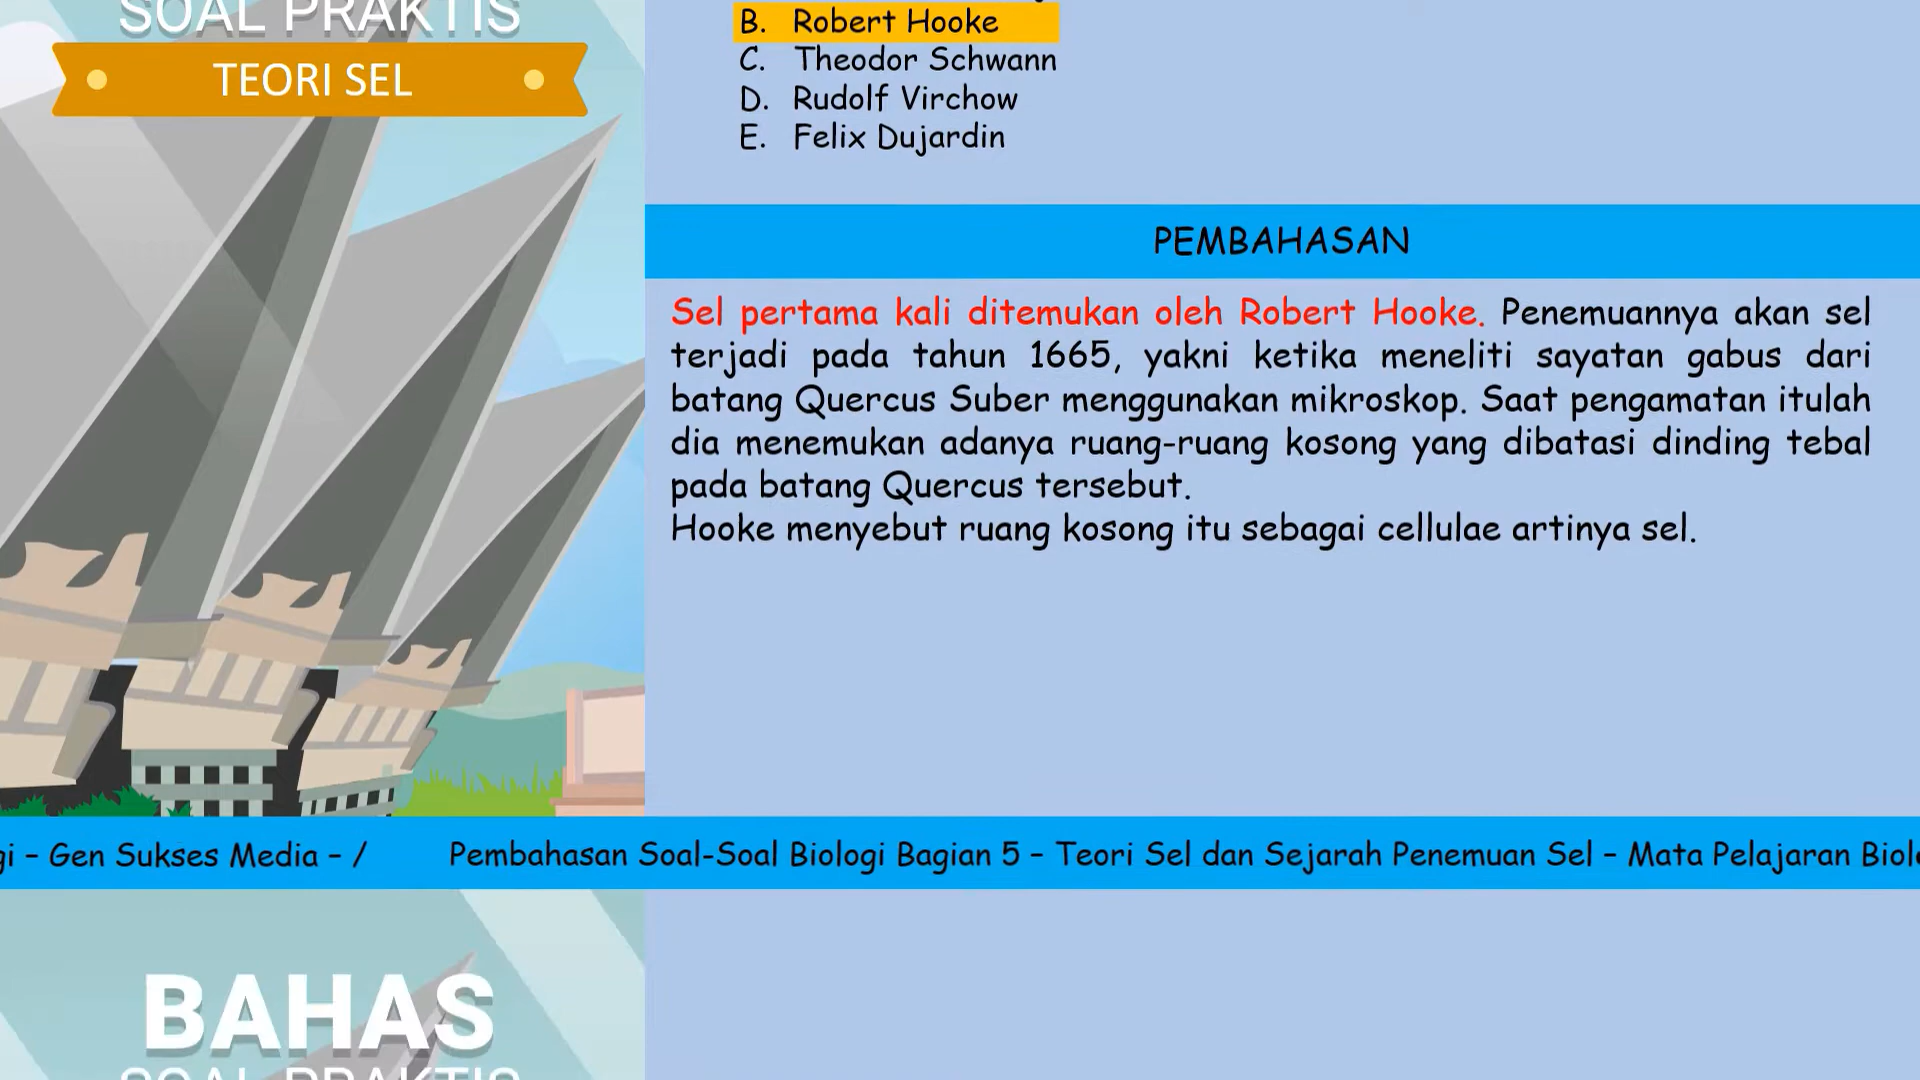 SOAL PRAKTIS
TEORI SEL
B. Robert Hooke
C. Theodor Schwann
D. Rudolf Virchow
E. Felix Dujardin
PEMBAHASAN
Sel pertama kali ditemukan oleh Robert Hooke. Penemuannya akan sel
terjadi pada tahun 1665, yakni ketika meneliti sayatan gabus dari
batang Quercus Suber menggunakan mikroskop. Saat pengamatan itulah
dia menemukan adanya ruang-ruang kosong yang dibatasi dinding tebal
pada batang Quercus tersebut.
Hooke menyebut ruang kosong itu sebagai cellulae artinya sel.
gi – Gen Sukses Media – / Pembahasan Soal-Soal Biologi Bagian 5 – Teori Sel dan Sejarah Penemuan Sel – Mata Pelajaran Biol
BAHAS
SOAL PRAKTIS